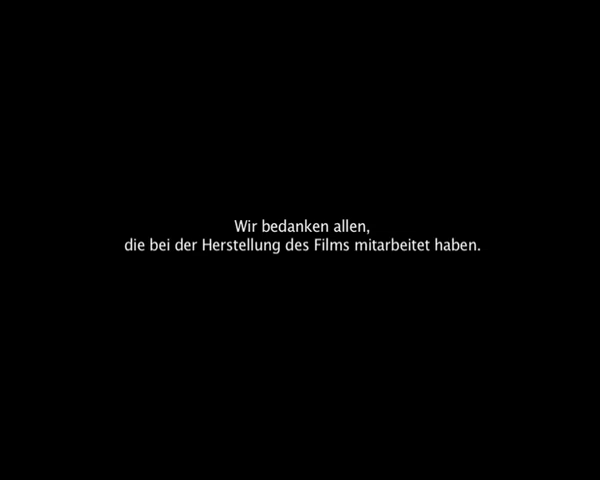 Wir bedanken allen,
die bei der Herstellung des Films mitarbeitet haben.